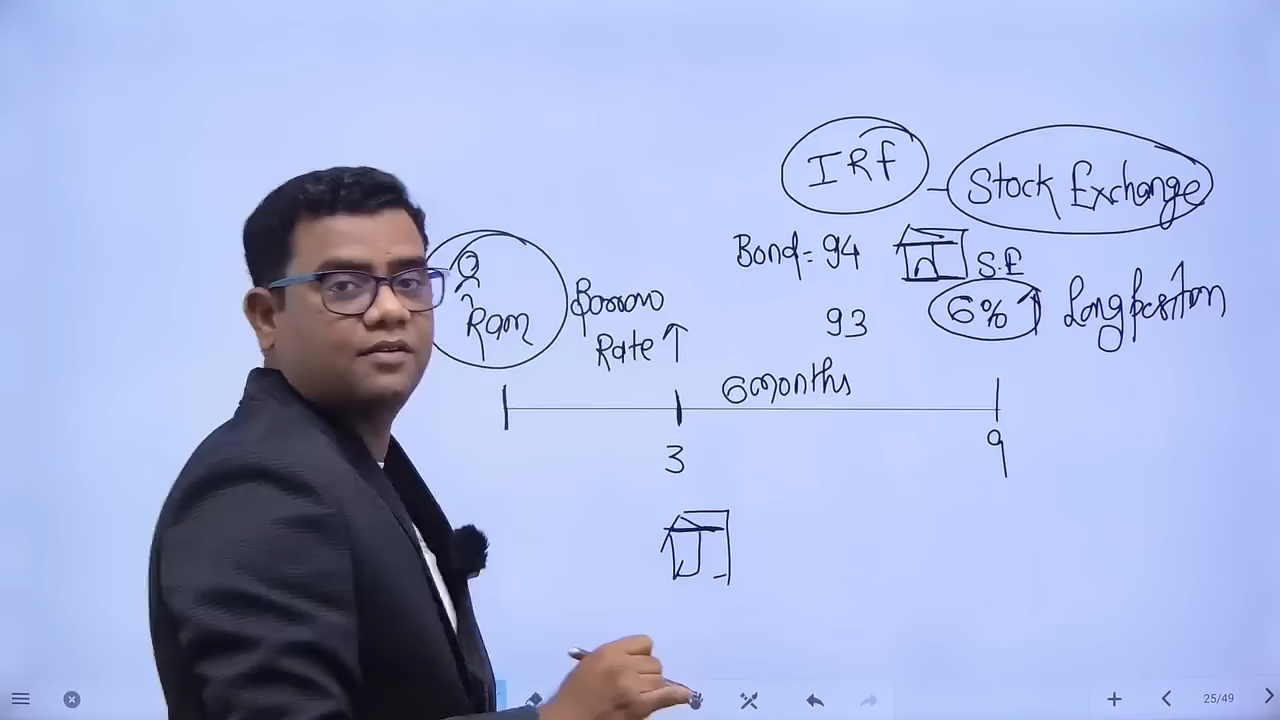 IRF - Stock Exchange
Bond = 94
S.E
6% ↑ Long position
93
Ram
Borrow
Rate ↑
6 months
3
9
25/49